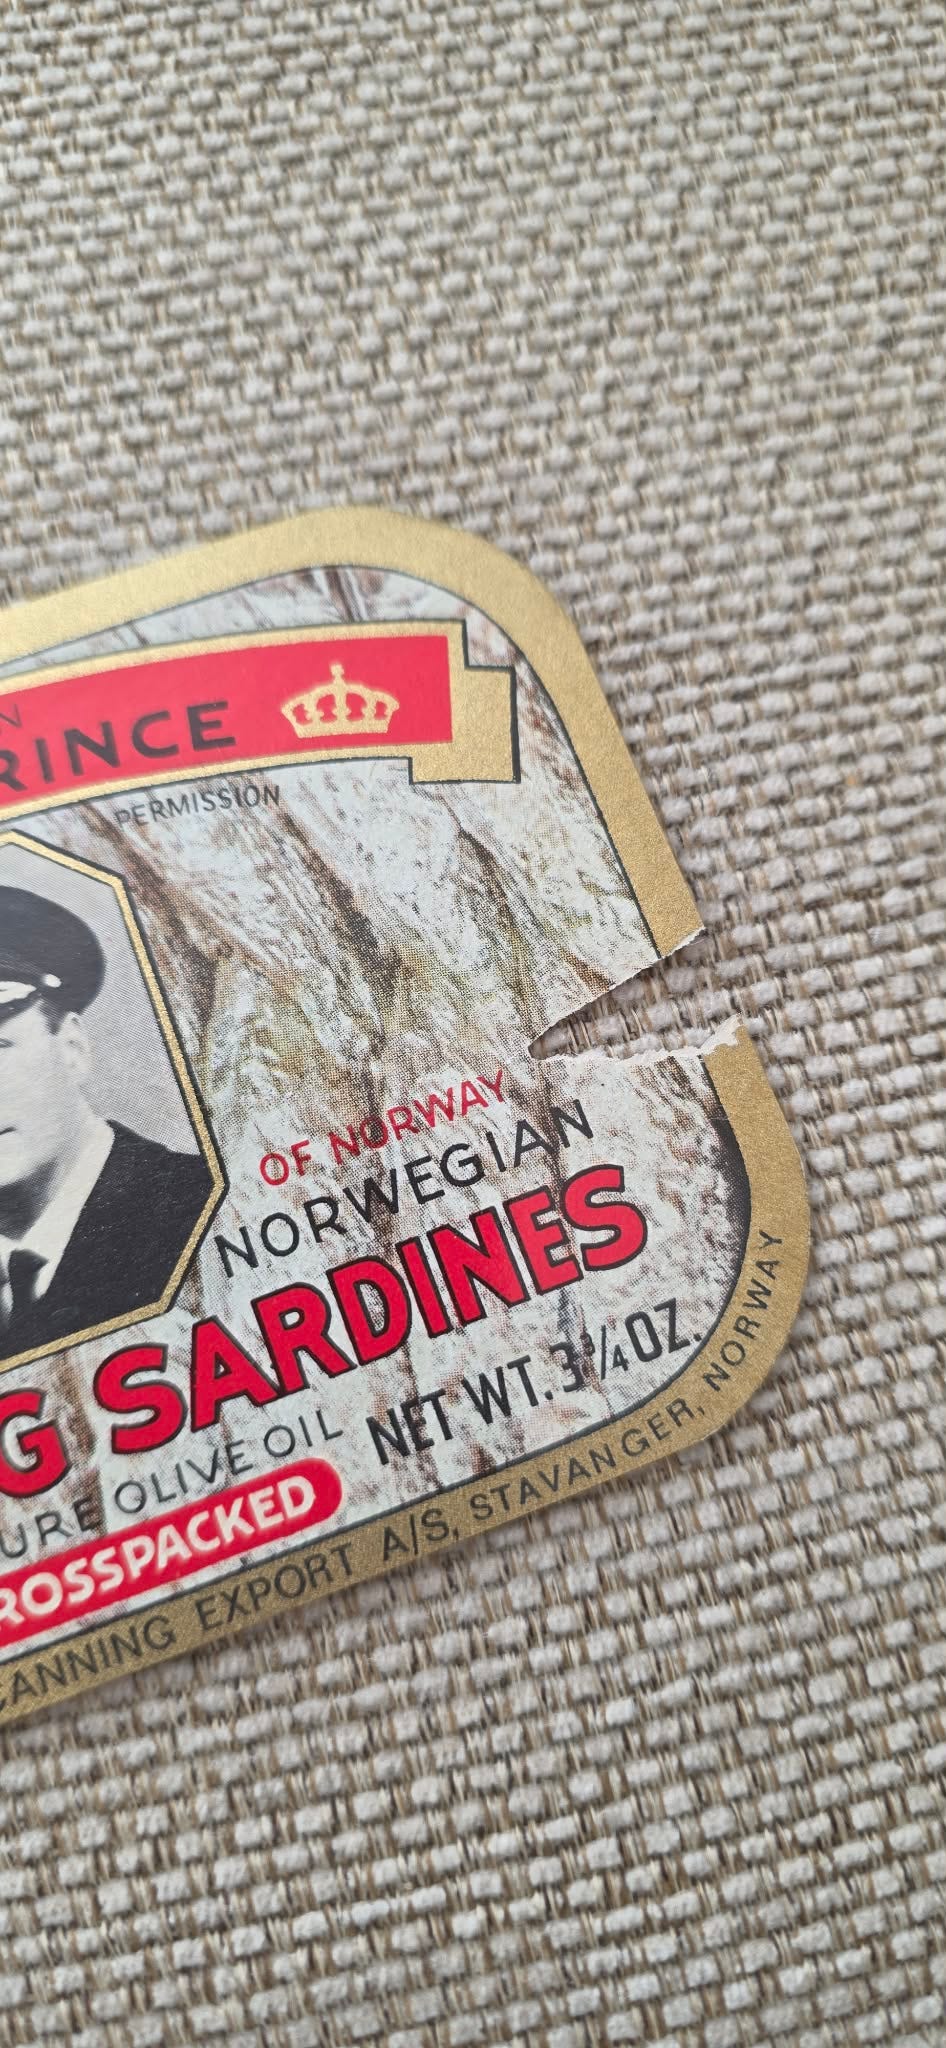 N
RINCE
PERMISSION
OF NORWAY
NORWEGIAN
G SARDINES
URE OLIVE OIL
NET WT. 3¾ OZ.
ROSSPACKED
CANNING EXPORT A/S, STAVANGER, NORWAY